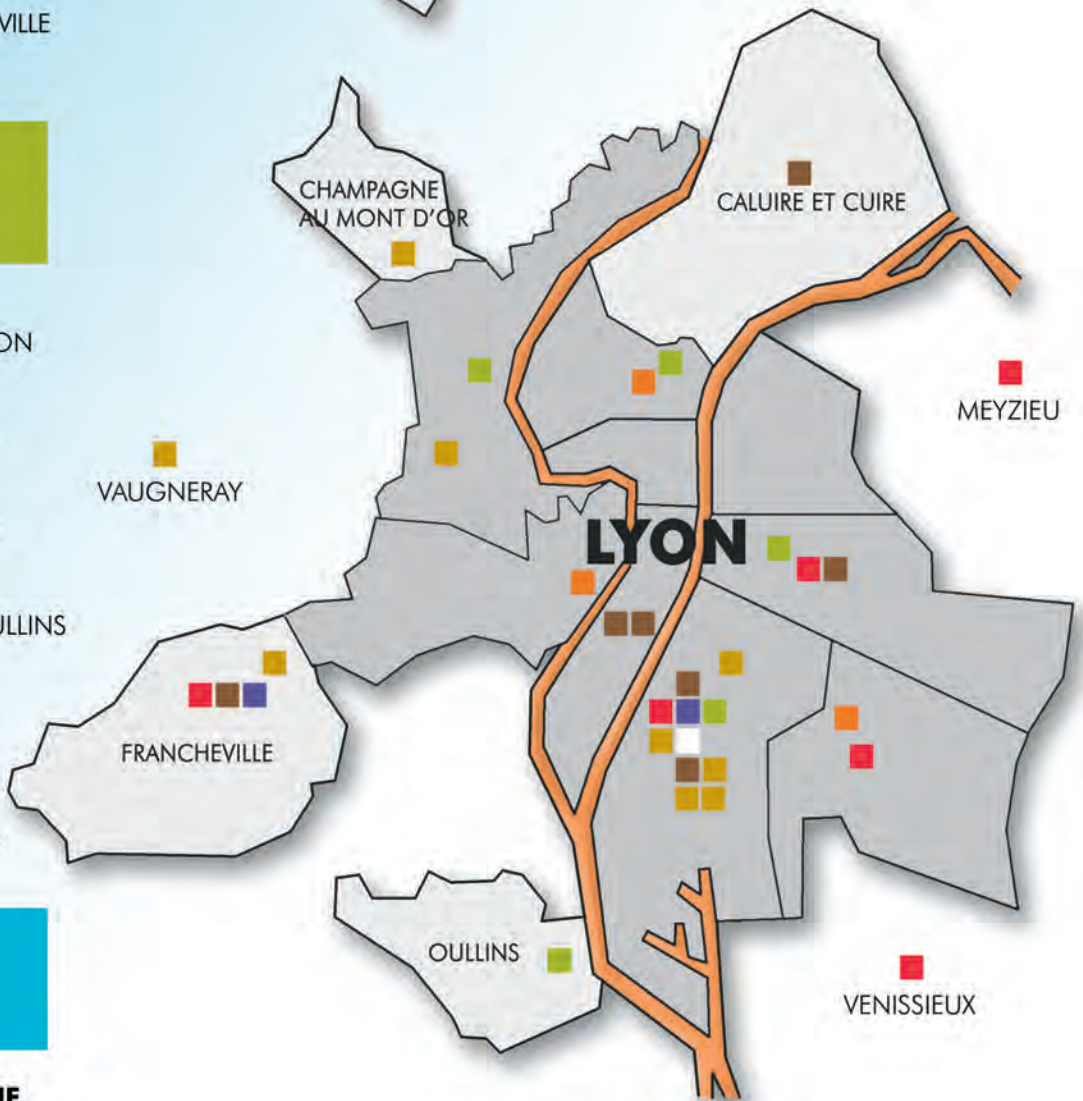 VILLE
CHAMPAGNE
AU MONT D'OR
CALUIRE ET CUIRE
ON
MEYZIEU
VAUGNERAY
LYON
ULLINS
FRANCHEVILLE
OULLINS
VENISSIEUX